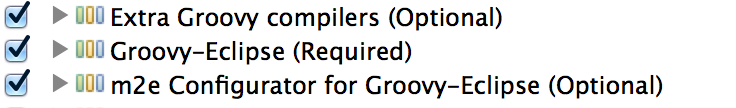 Extra Groovy compilers (Optional)
Groovy-Eclipse (Required)
m2e Configurator for Groovy-Eclipse (Optional)